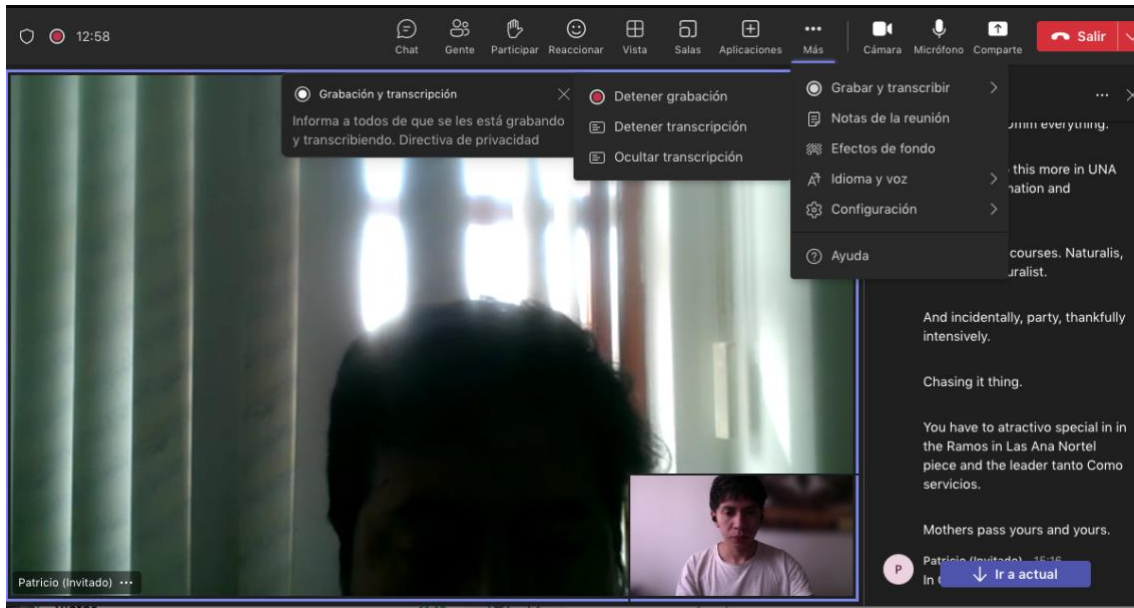 12:58
Chat
Gente
Participar
Reaccionar
Vista
Salas
Aplicaciones
Más
Cámara
Micrófono
Comparte
Salir
Grabación y transcripción
Informa a todos de que se les está grabando
y transcribiendo. Directiva de privacidad
Detener grabación
Detener transcripción
Ocultar transcripción
Grabar y transcribir
Notas de la reunión
Efectos de fondo
Idioma y voz
Configuración
Ayuda
everything.
this more in UNA
and
courses. Naturalis,
And incidentally, party, thankfully
intensively.
Chasing it thing.
You have to atractivo special in in
the Ramos in Las Ana Nortel
piece and the leader tanto Como
servicios.
Mothers pass yours and yours.
P
Patricio (Invitado) 15:16
In
Ir a actual
Patricio (Invitado)